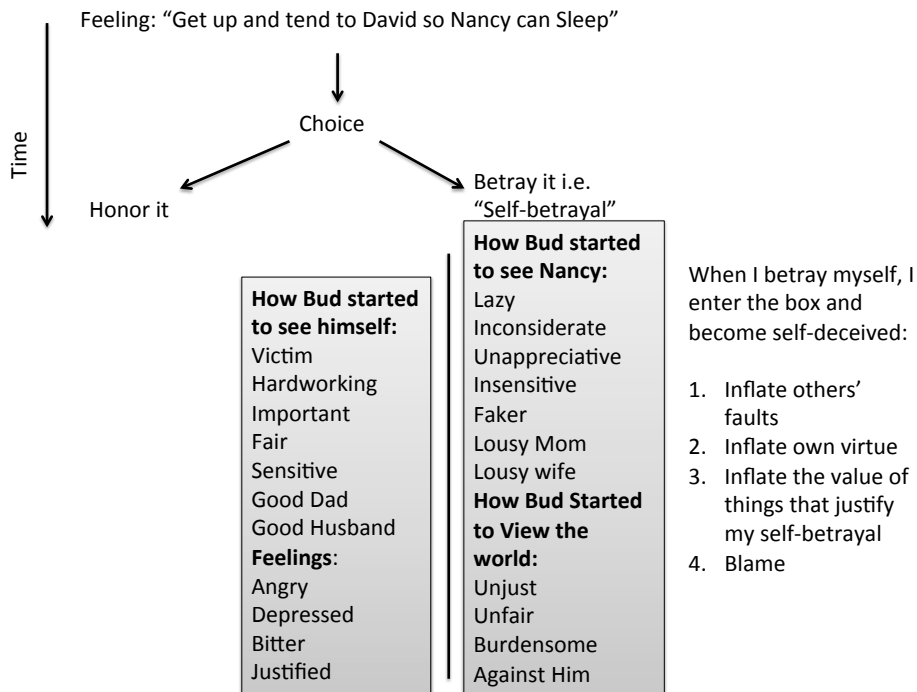 Feeling: “Get up and tend to David so Nancy can Sleep”
Time
Choice
Honor it
Betray it i.e.
“Self-betrayal”
How Bud started
to see himself:
Victim
Hardworking
Important
Fair
Sensitive
Good Dad
Good Husband
Feelings:
Angry
Depressed
Bitter
Justified
How Bud started
to see Nancy:
Lazy
Inconsiderate
Unappreciative
Insensitive
Faker
Lousy Mom
Lousy wife
How Bud Started
to View the
world:
Unjust
Unfair
Burdensome
Against Him
When I betray myself, I
enter the box and
become self-deceived:
1. Inflate others’
faults
2. Inflate own virtue
3. Inflate the value of
things that justify
my self-betrayal
4. Blame